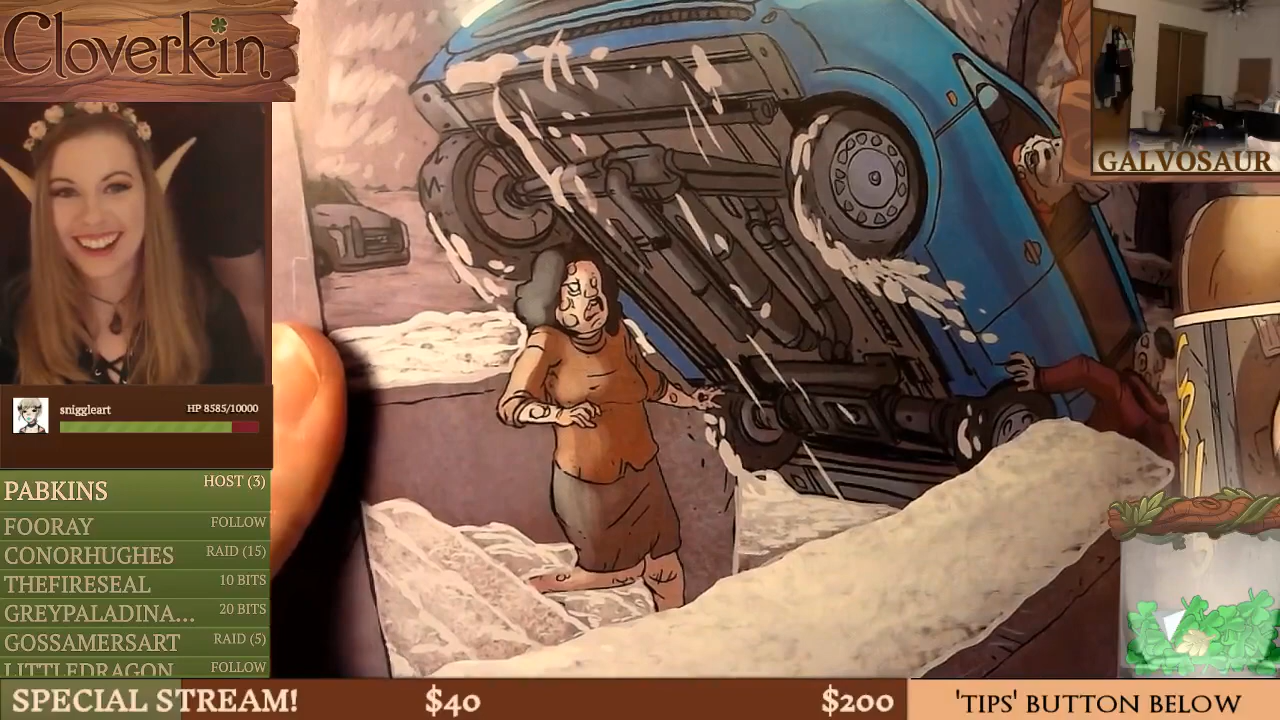 Cloverkin
GALVOSAUR
sniggleart
HP 8585/10000
PABKINS
HOST (3)
FOORAY
FOLLOW
CONORHUGHES
RAID (15)
THEFIRESEAL
10 BITS
GREYPALADINA...
20 BITS
GOSSAMERSART
RAID (5)
LITTLEDRAGON
FOLLOW
SPECIAL STREAM!
$40
$200
'TIPS' BUTTON BELOW